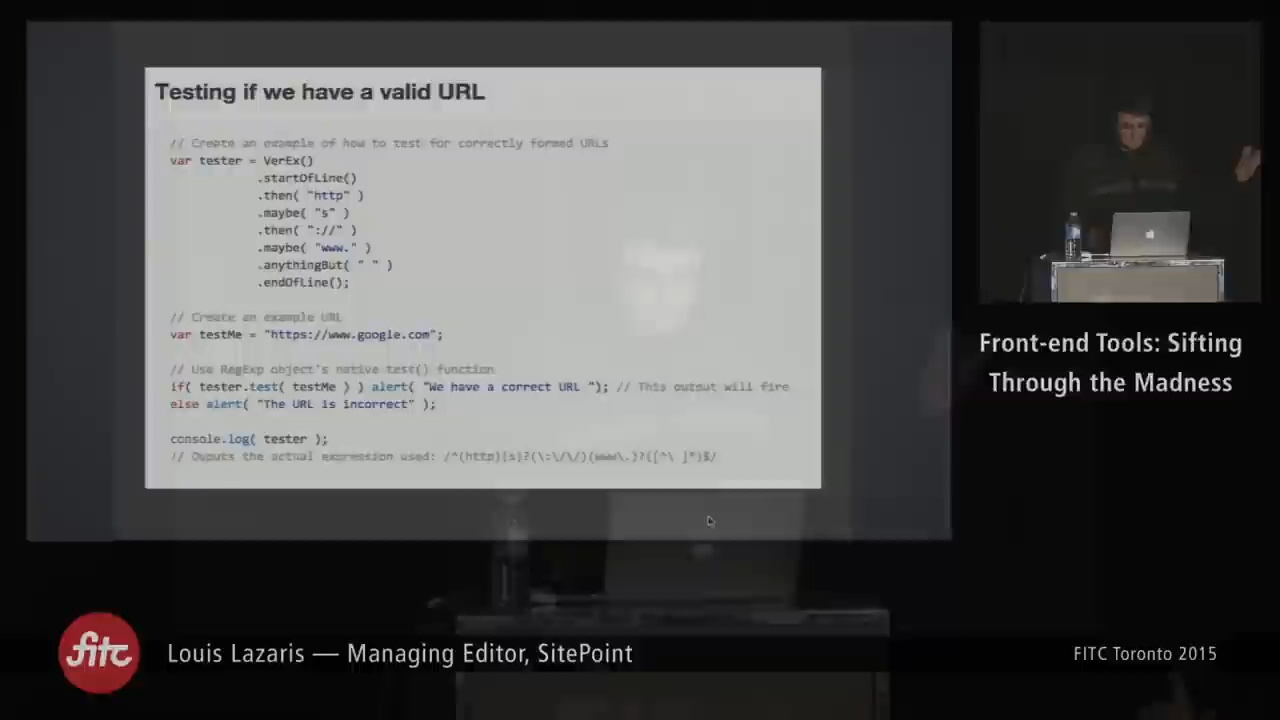 Testing if we have a valid URL
// Create an example of how to test for correctly formed URLs
var tester = VerEx()
.startOfLine()
.then( "http" )
.maybe( "s" )
.then( "://" )
.maybe( "www." )
.anythingBut( " " )
.endOfLine();
// Create an example URL
var testMe = "https://www.google.com";
// Use RegExp object's native test() function
if( tester.test( testMe ) ) alert( "We have a correct URL "); // This output will fire
else alert( "The URL is incorrect" );
console.log( tester );
// Ouputs the actual expression used: /^(http)(s)?(\:\/\/)(www\.)?([^\ ]*)$/
Front-end Tools: Sifting
Through the Madness
fitc
Louis Lazaris — Managing Editor, SitePoint
FITC Toronto 2015